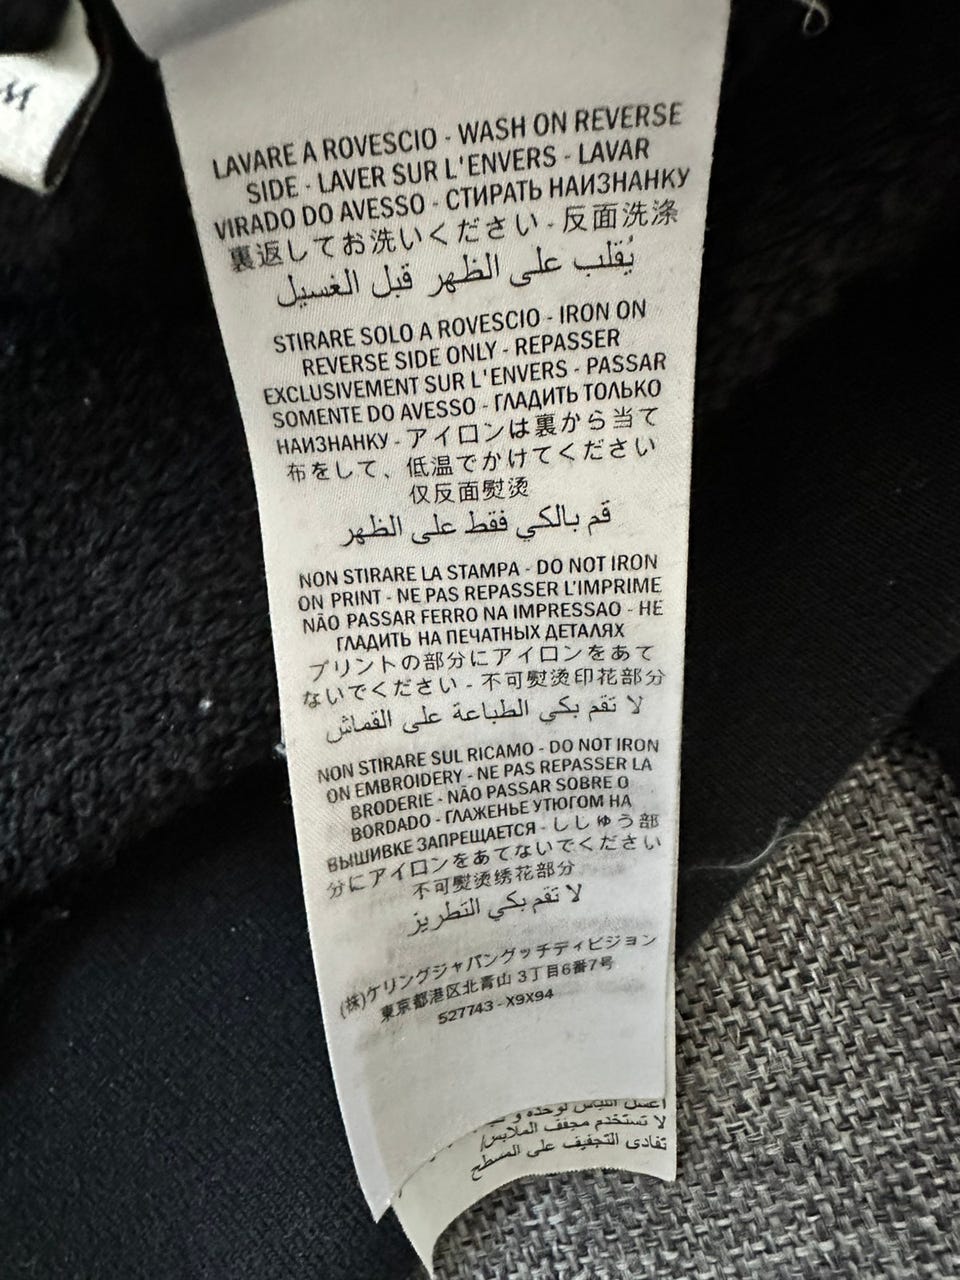 M
LAVARE A ROVESCIO - WASH ON REVERSE
SIDE - LAVER SUR L'ENVERS - LAVAR
VIRADO DO AVESSO - СТИРАТЬ НАИЗНАНКУ
裏返してお洗いください - 反面洗涤
يُقلب على الظهر قبل الغسيل
STIRARE SOLO A ROVESCIO - IRON ON
REVERSE SIDE ONLY - REPASSER
EXCLUSIVEMENT SUR L'ENVERS - PASSAR
SOMENTE DO AVESSO - ГЛАДИТЬ ТОЛЬКО
НАИЗНАНКУ - アイロンは裏から当て
布をして、低温でかけてください
仅反面熨烫
قم بالكي فقط على الظهر
NON STIRARE LA STAMPA - DO NOT IRON
ON PRINT - NE PAS REPASSER L'IMPRIME
NÃO PASSAR FERRO NA IMPRESSAO - НЕ
ГЛАДИТЬ НА ПЕЧАТНЫХ ДЕТАЛЯХ
プリントの部分にアイロンをあて
ないでください - 不可熨烫印花部分
لا تقم بكي الطباعة على القماش
NON STIRARE SUL RICAMO - DO NOT IRON
ON EMBROIDERY - NE PAS REPASSER LA
BRODERIE - NÃO PASSAR SOBRE O
BORDADO - ГЛАЖЕНЬЕ УТЮГОМ НА
ВЫШИВКЕ ЗАПРЕЩАЕТСЯ - ししゅう部
分にアイロンをあてないでください
不可熨烫绣花部分
لا تقم بكي التطريز
(株)ケリングジャパングッチディビジョン
東京都港区北青山 3丁目6番7号
527743 - X9X94
اغسل اللباس لوحده و
لا تستخدم مجفف الملابس/
تفادى التجفيف على المسطح